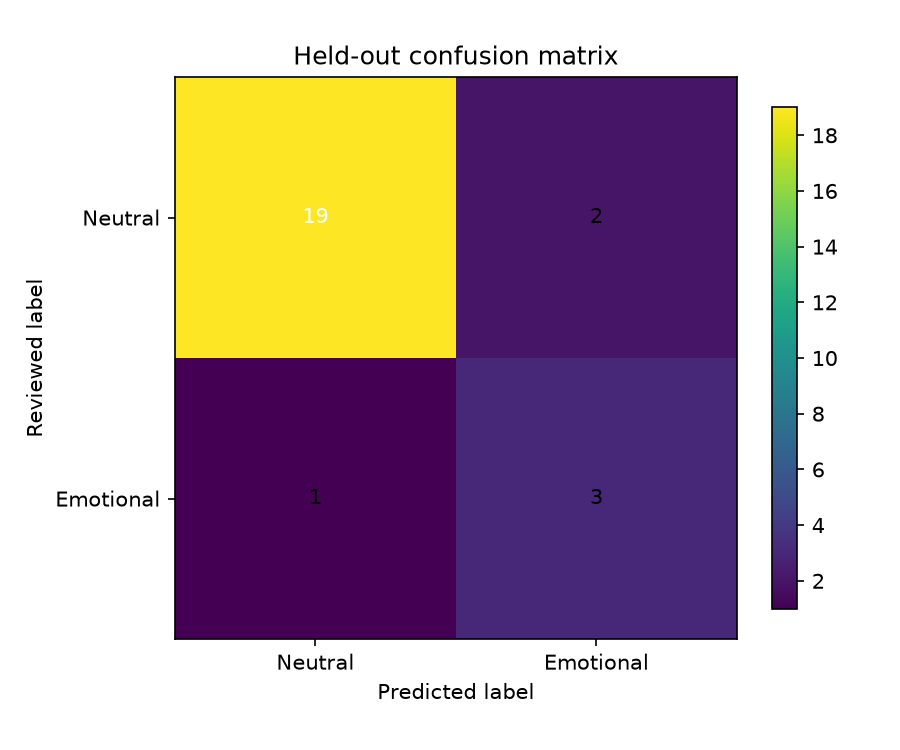 Held-out confusion matrix
Reviewed label
Neutral
19
2
Emotional
1
3
Neutral
Emotional
Predicted label
18
16
14
12
10
8
6
4
2